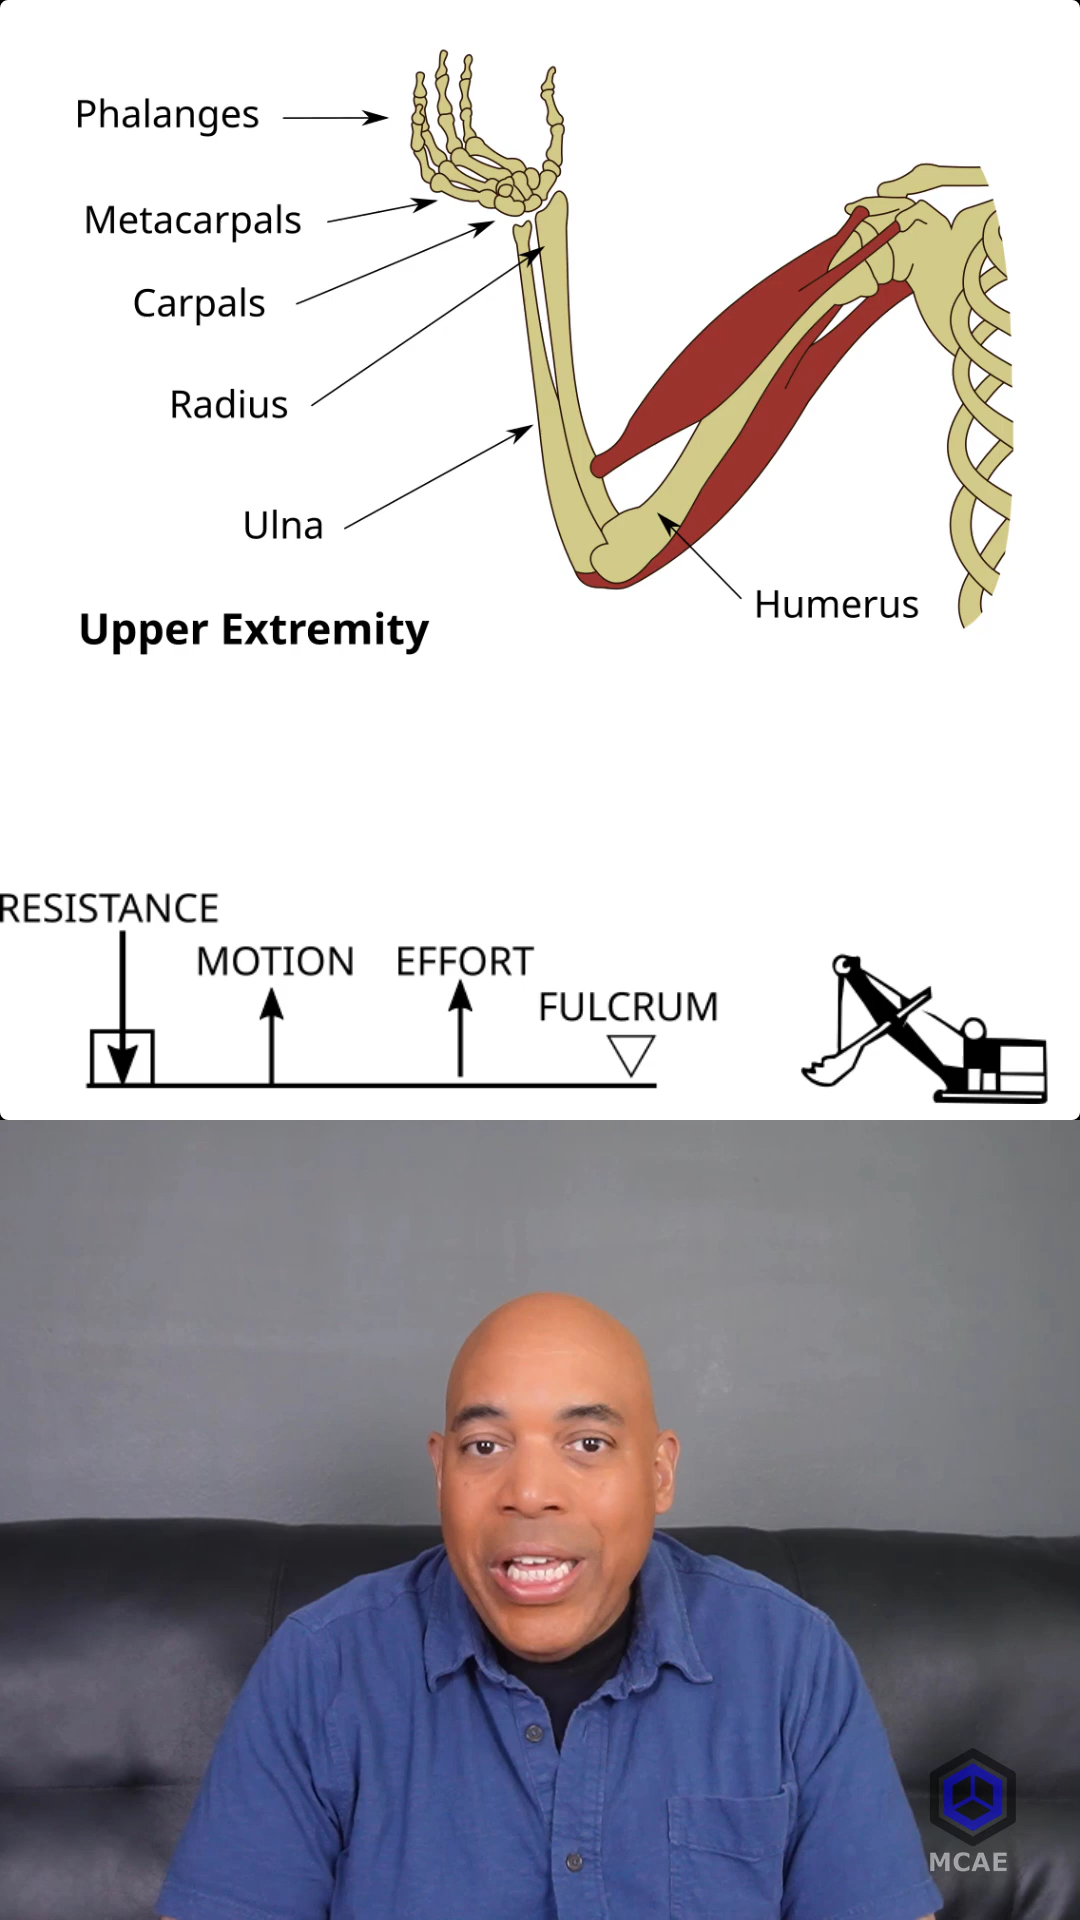 Phalanges
Metacarpals
Carpals
Radius
Ulna
Humerus
Upper Extremity
RESISTANCE
MOTION
EFFORT
FULCRUM
MCAE